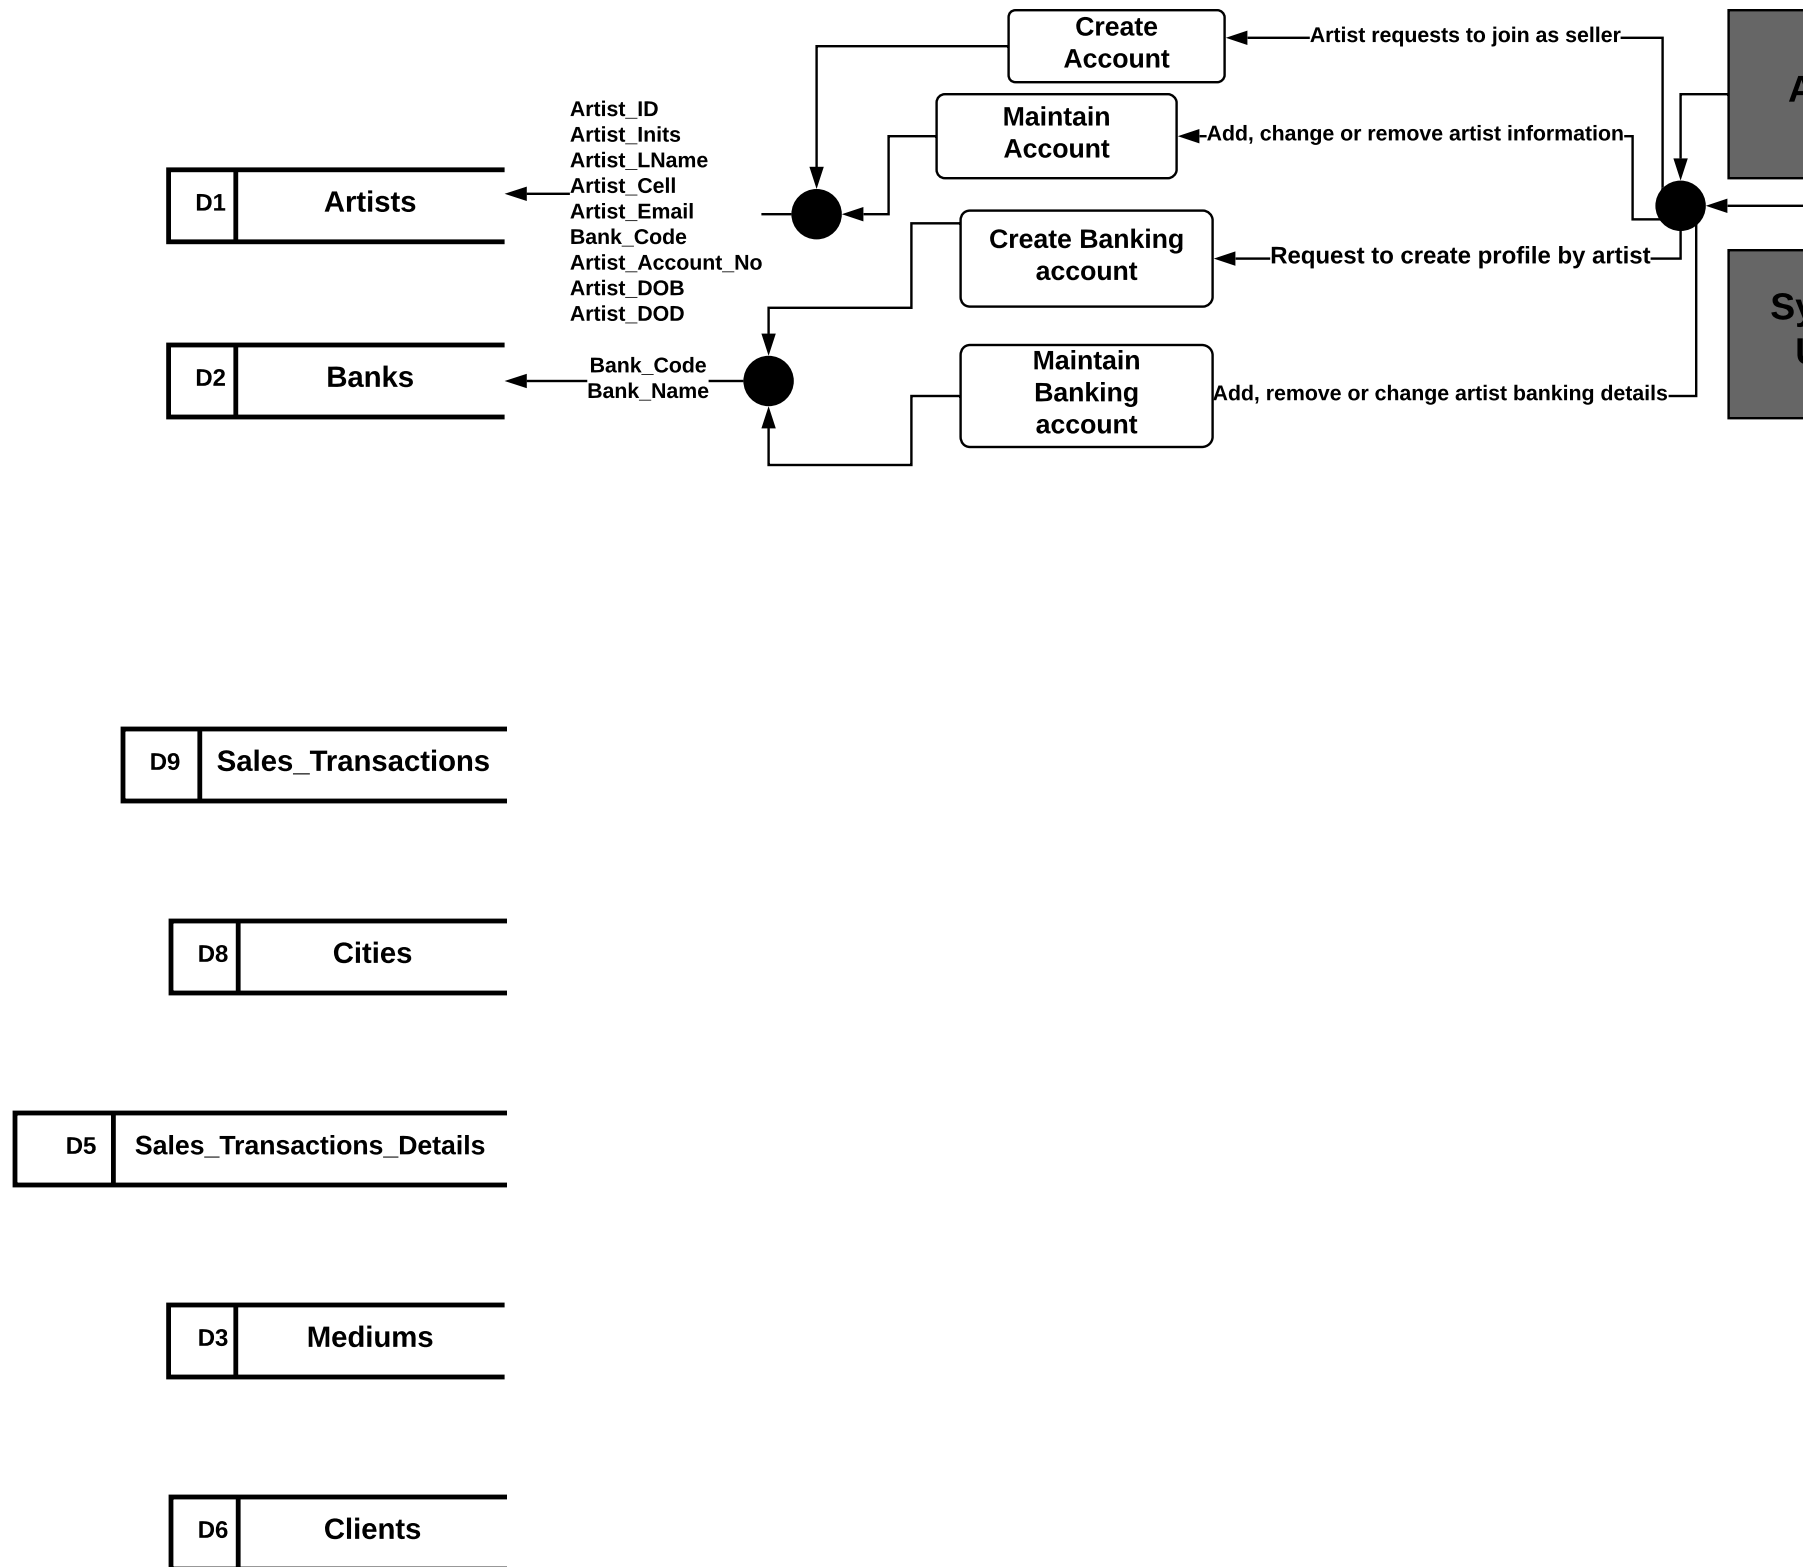 Create
Account
Artist requests to join as seller
Maintain
Account
Add, change or remove artist information
Artist_ID
Artist_Inits
Artist_LName
Artist_Cell
Artist_Email
Bank_Code
Artist_Account_No
Artist_DOB
Artist_DOD
D1
Artists
Create Banking
account
Request to create profile by artist
D2
Banks
Bank_Code
Bank_Name
Maintain
Banking
account
Add, remove or change artist banking details
D9
Sales_Transactions
D8
Cities
D5
Sales_Transactions_Details
D3
Mediums
D6
Clients